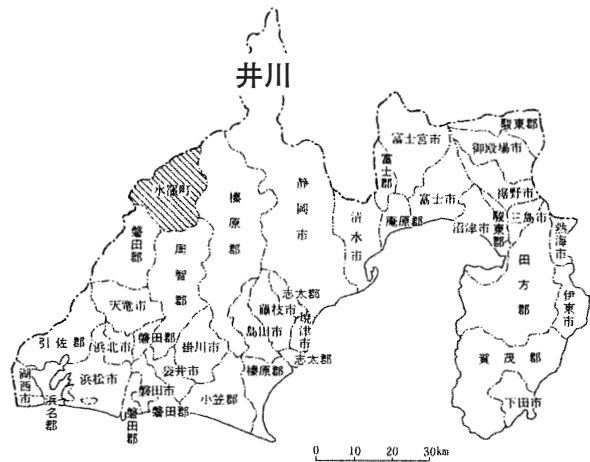 井川
駿東郡
富士宮市
御殿場市
富士郡
水窪町
榛原郡
静岡市
清水市
庵原郡
富士市
沼津市
駿東郡
裾野市
三島市
熱海市
磐田郡
周智郡
田方郡
伊東市
天竜市
志太郡
藤枝市
焼津市
島田市
志太郡
引佐郡
浜北市
磐田郡
掛川市
袋井市
榛原郡
賀茂郡
湖西市
浜松市
磐田市
小笠郡
下田市
浜名郡
磐田郡
磐田郡
0 10 20 30km